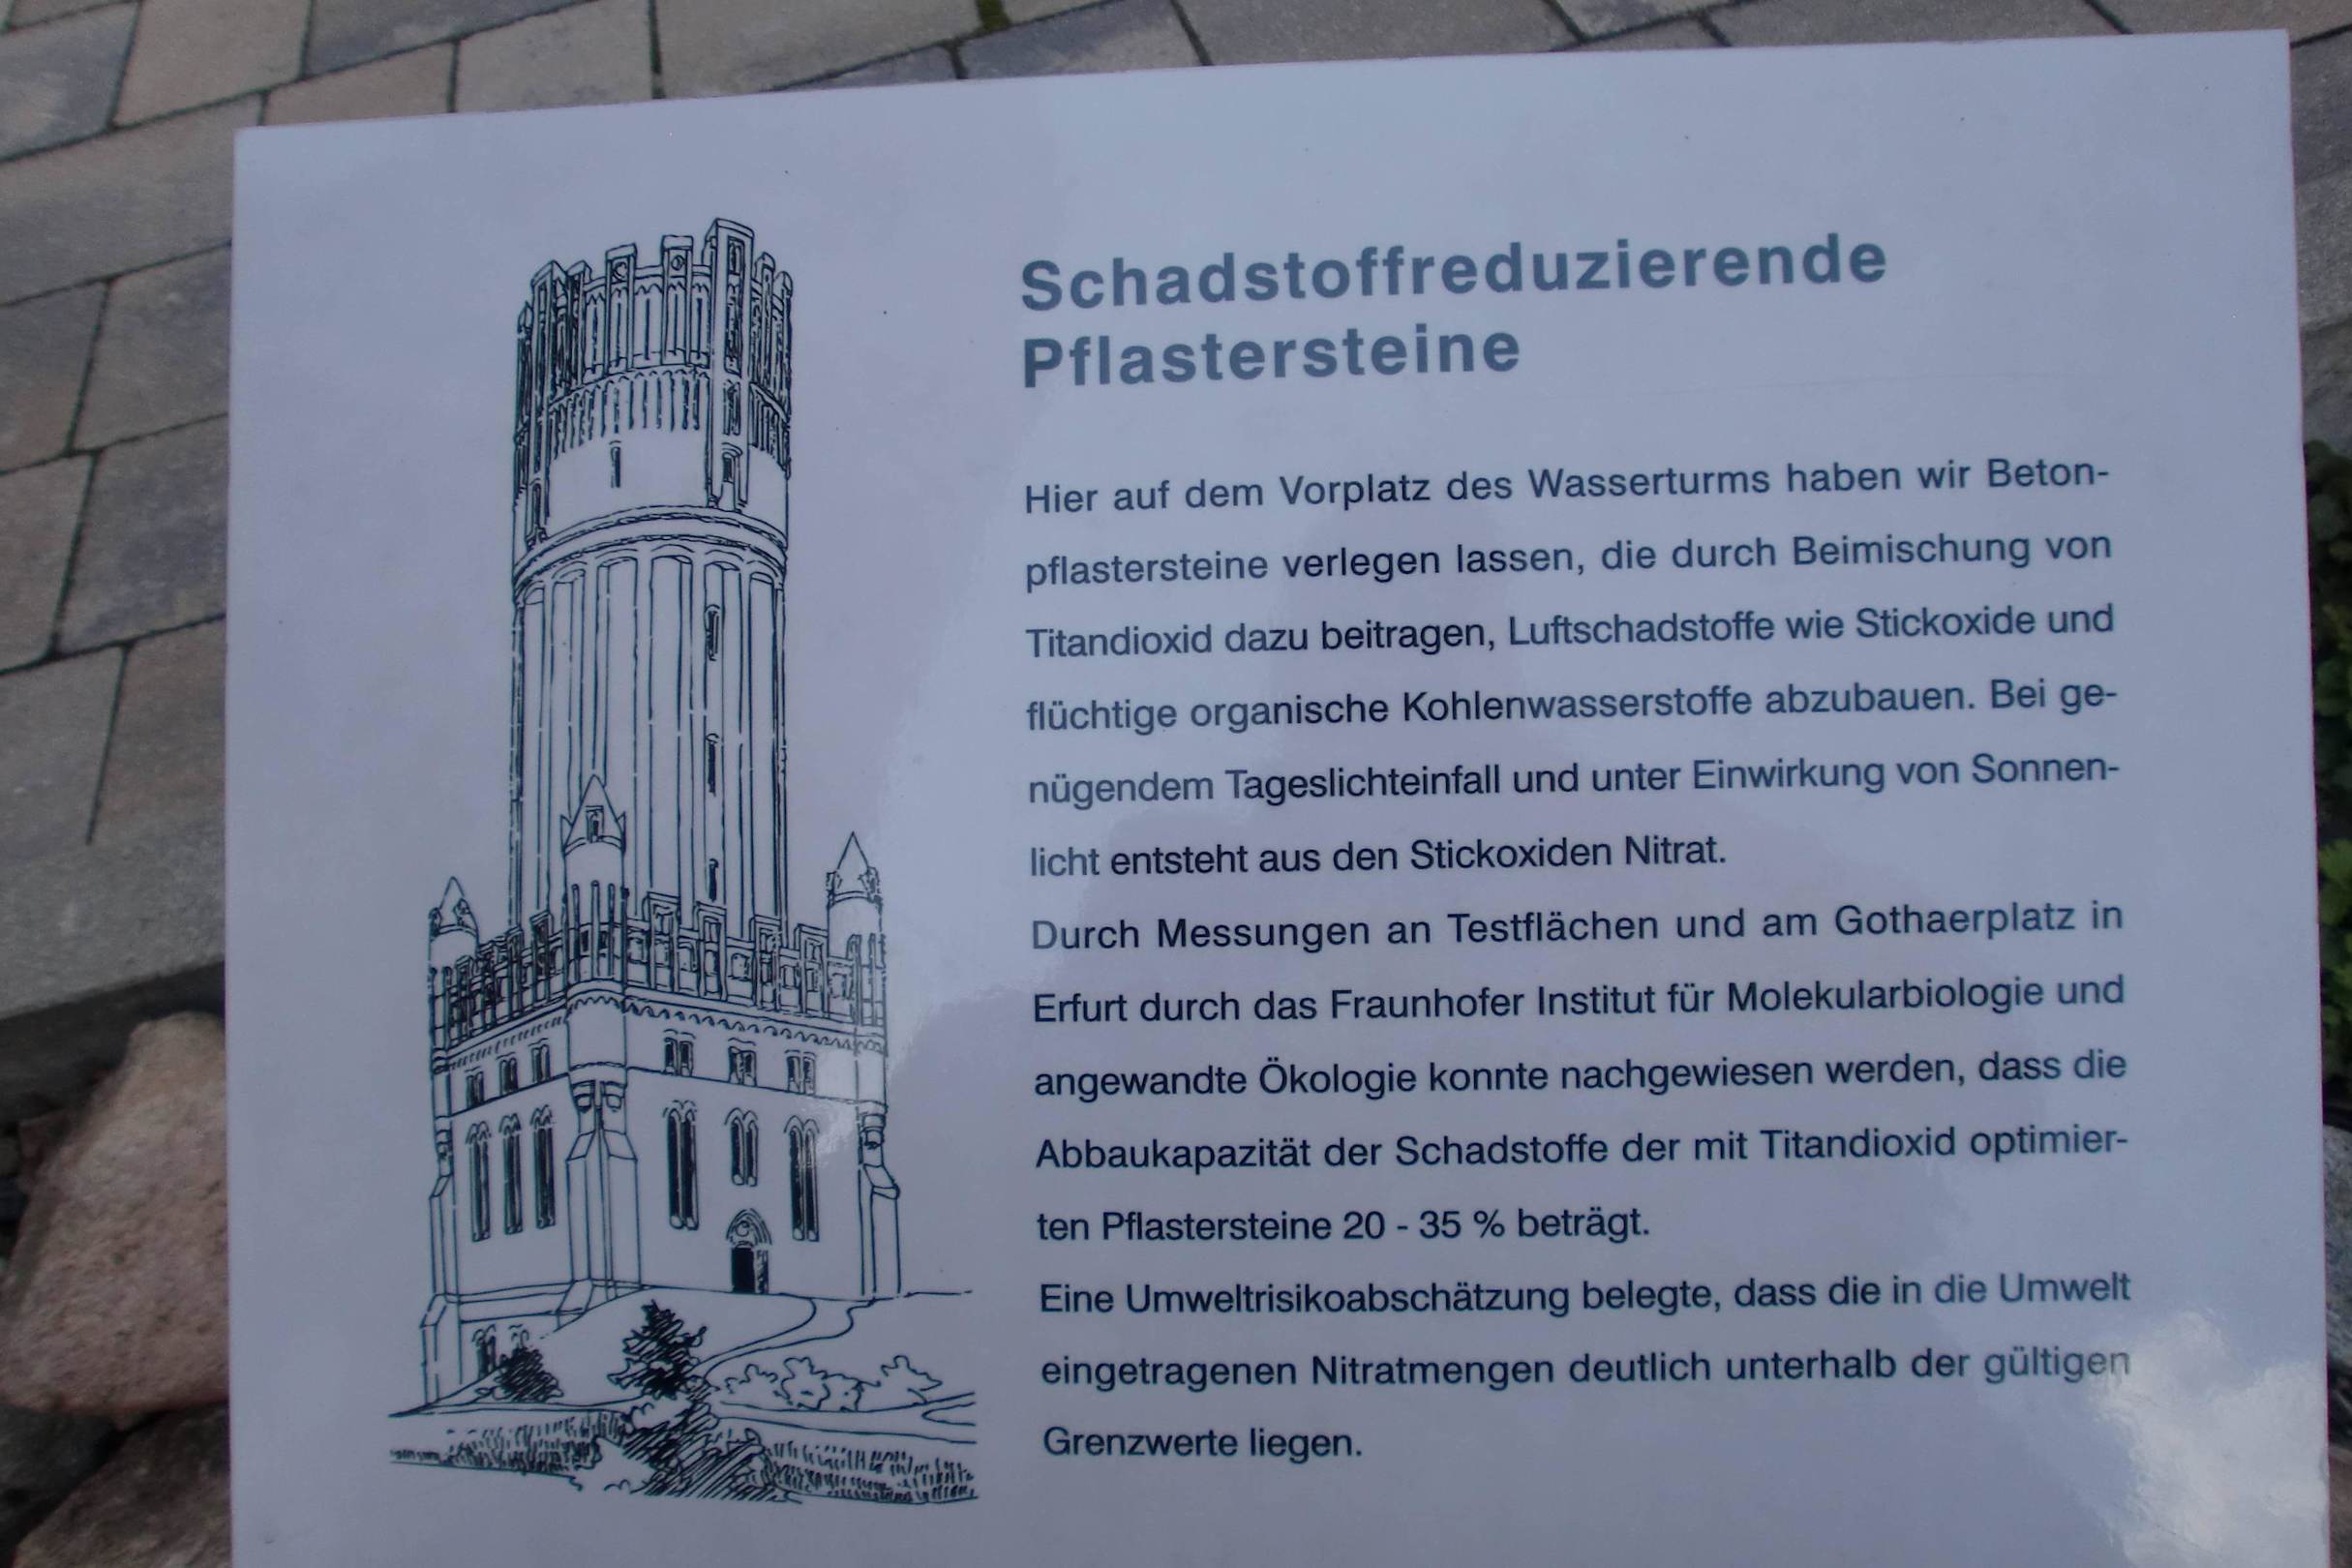 Schadstoffreduzierende
Pflastersteine
Hier auf dem Vorplatz des Wasserturms haben wir Beton-
pflastersteine verlegen lassen, die durch Beimischung von
Titandioxid dazu beitragen, Luftschadstoffe wie Stickoxide und
flüchtige organische Kohlenwasserstoffe abzubauen. Bei ge-
nügendem Tageslichteinfall und unter Einwirkung von Sonnen-
licht entsteht aus den Stickoxiden Nitrat.
Durch Messungen an Testflächen und am Gothaerplatz in
Erfurt durch das Fraunhofer Institut für Molekularbiologie und
angewandte Ökologie konnte nachgewiesen werden, dass die
Abbaukapazität der Schadstoffe der mit Titandioxid optimier-
ten Pflastersteine 20 - 35 % beträgt.
Eine Umweltrisikoabschätzung belegte, dass die in die Umwelt
eingetragenen Nitratmengen deutlich unterhalb der gültigen
Grenzwerte liegen.